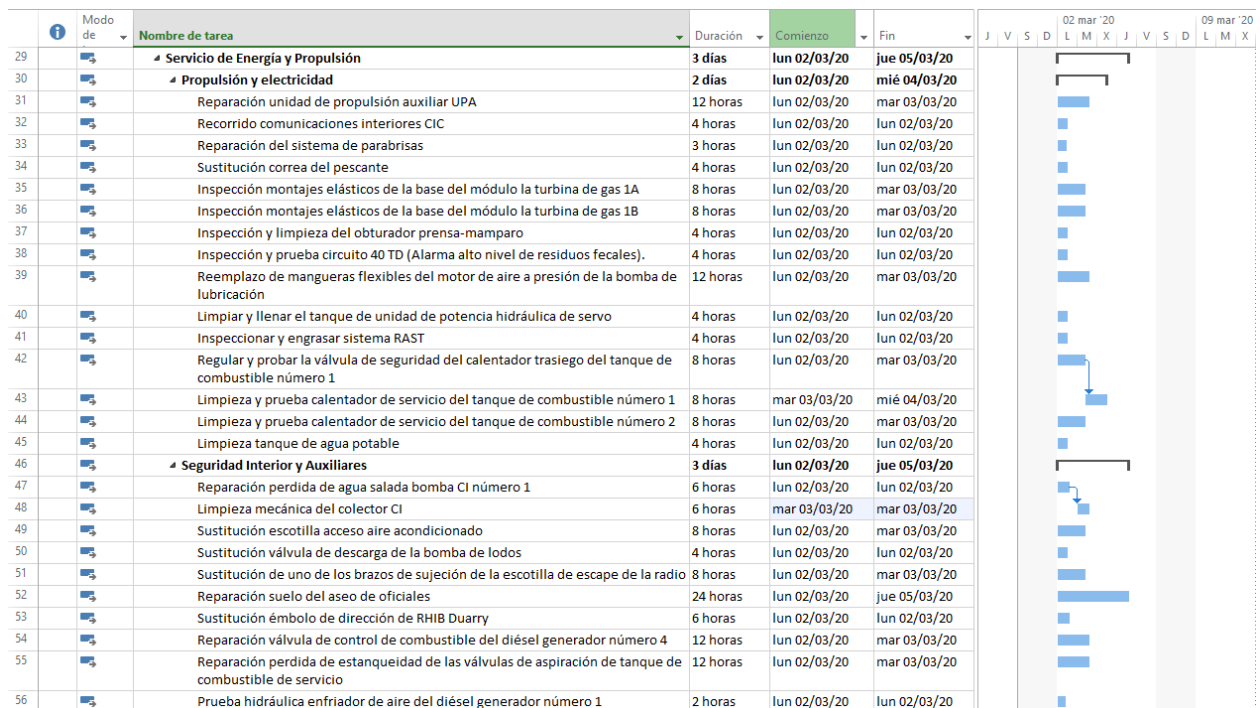 Modo de
Nombre de tarea Duración Comienzo Fin
02 mar '20 09 mar '20
J V S D L M X J V S D L M X
29 Servicio de Energía y Propulsión 3 días lun 02/03/20 jue 05/03/20
30 Propulsión y electricidad 2 días lun 02/03/20 mié 04/03/20
31 Reparación unidad de propulsión auxiliar UPA 12 horas lun 02/03/20 mar 03/03/20
32 Recorrido comunicaciones interiores CIC 4 horas lun 02/03/20 lun 02/03/20
33 Reparación del sistema de parabrisas 3 horas lun 02/03/20 lun 02/03/20
34 Sustitución correa del pescante 4 horas lun 02/03/20 lun 02/03/20
35 Inspección montajes elásticos de la base del módulo la turbina de gas 1A 8 horas lun 02/03/20 mar 03/03/20
36 Inspección montajes elásticos de la base del módulo la turbina de gas 1B 8 horas lun 02/03/20 mar 03/03/20
37 Inspección y limpieza del obturador prensa-mamparo 4 horas lun 02/03/20 lun 02/03/20
38 Inspección y prueba circuito 40 TD (Alarma alto nivel de residuos fecales). 4 horas lun 02/03/20 lun 02/03/20
39 Reemplazo de mangueras flexibles del motor de aire a presión de la bomba de 12 horas lun 02/03/20 mar 03/03/20
lubricación
40 Limpiar y llenar el tanque de unidad de potencia hidráulica de servo 4 horas lun 02/03/20 lun 02/03/20
41 Inspeccionar y engrasar sistema RAST 4 horas lun 02/03/20 lun 02/03/20
42 Regular y probar la válvula de seguridad del calentador trasiego del tanque de 8 horas lun 02/03/20 mar 03/03/20
combustible número 1
43 Limpieza y prueba calentador de servicio del tanque de combustible número 1 8 horas mar 03/03/20 mié 04/03/20
44 Limpieza y prueba calentador de servicio del tanque de combustible número 2 8 horas lun 02/03/20 mar 03/03/20
45 Limpieza tanque de agua potable 4 horas lun 02/03/20 lun 02/03/20
46 Seguridad Interior y Auxiliares 3 días lun 02/03/20 jue 05/03/20
47 Reparación perdida de agua salada bomba CI número 1 6 horas lun 02/03/20 lun 02/03/20
48 Limpieza mecánica del colector CI 6 horas mar 03/03/20 mar 03/03/20
49 Sustitución escotilla acceso aire acondicionado 8 horas lun 02/03/20 mar 03/03/20
50 Sustitución válvula de descarga de la bomba de lodos 4 horas lun 02/03/20 lun 02/03/20
51 Sustitución de uno de los brazos de sujeción de la escotilla de escape de la radio 8 horas lun 02/03/20 mar 03/03/20
52 Reparación suelo del aseo de oficiales 24 horas lun 02/03/20 jue 05/03/20
53 Sustitución émbolo de dirección de RHIB Duarry 6 horas lun 02/03/20 lun 02/03/20
54 Reparación válvula de control de combustible del diésel generador número 4 12 horas lun 02/03/20 mar 03/03/20
55 Reparación perdida de estanqueidad de las válvulas de aspiración de tanque de 12 horas lun 02/03/20 mar 03/03/20
combustible de servicio
56 Prueba hidráulica enfriador de aire del diésel generador número 1 2 horas lun 02/03/20 lun 02/03/20